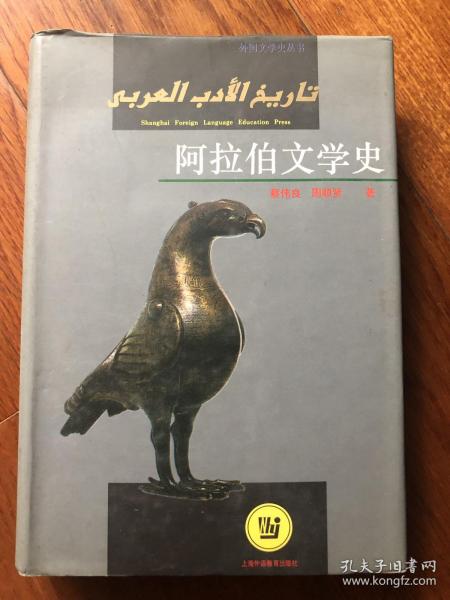 外国文学史丛书
تاريخ الأدب العربي
Shanghai Foreign Language Education Press
阿拉伯文学史
蔡伟良 周顺贤 著
Whj
上海外语教育出版社
孔夫子旧书网
www.kongfz.com